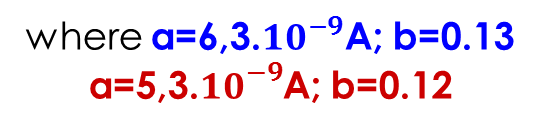 where a=6,3.10⁻⁹A; b=0.13
a=5,3.10⁻⁹A; b=0.12